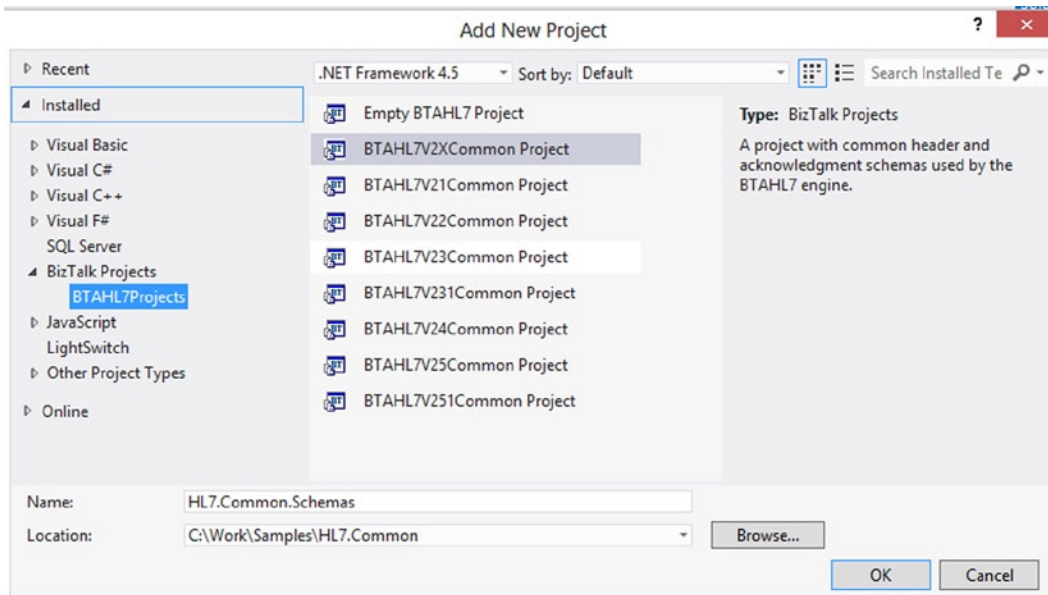 Add New Project
?
Recent
Installed
Visual Basic
Visual C#
Visual C++
Visual F#
SQL Server
BizTalk Projects
BTAHL7Projects
JavaScript
LightSwitch
Other Project Types
Online
.NET Framework 4.5
Sort by: Default
Search Installed Te
Empty BTAHL7 Project
BTAHL7V2XCommon Project
BTAHL7V21Common Project
BTAHL7V22Common Project
BTAHL7V23Common Project
BTAHL7V231Common Project
BTAHL7V24Common Project
BTAHL7V25Common Project
BTAHL7V251Common Project
Type: BizTalk Projects
A project with common header and
acknowledgment schemas used by the
BTAHL7 engine.
Name: HL7.Common.Schemas
Location: C:\Work\Samples\HL7.Common
Browse...
OK
Cancel